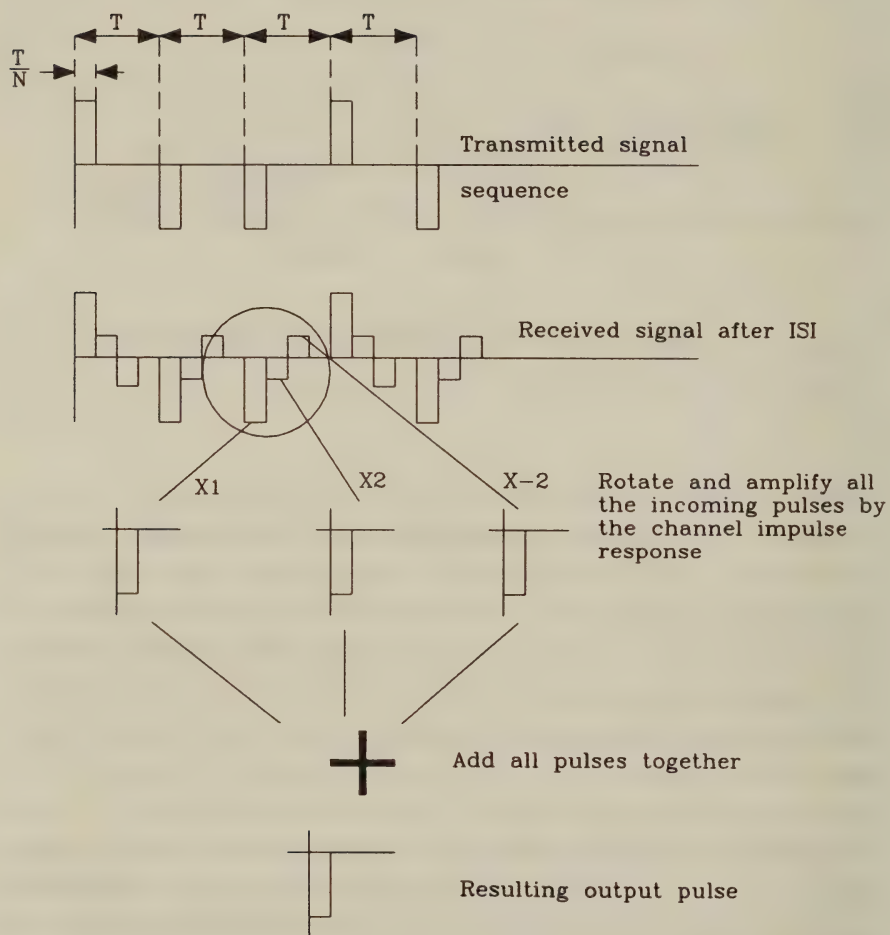 T T T T
T
N
Transmitted signal
sequence
Received signal after ISI
X1 X2 X-2
Rotate and amplify all
the incoming pulses by
the channel impulse
response
Add all pulses together
Resulting output pulse